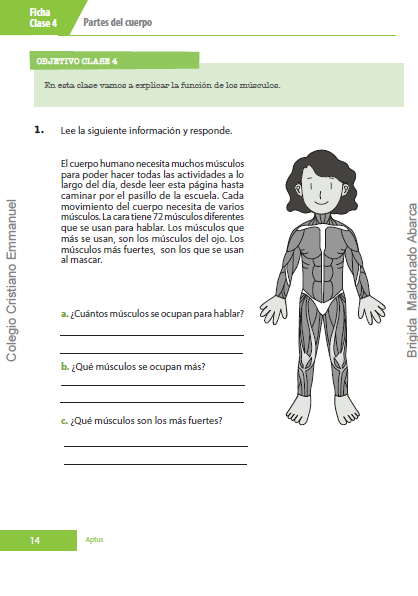 Ficha
Clase 4
Partes del cuerpo
OBJETIVO CLASE 4
En esta clase vamos a explicar la función de los músculos.
1. Lee la siguiente información y responde.
El cuerpo humano necesita muchos músculos
para poder hacer todas las actividades a lo
largo del día, desde leer esta página hasta
caminar por el pasillo de la escuela. Cada
movimiento del cuerpo necesita de varios
músculos. La cara tiene 72 músculos diferentes
que se usan para hablar. Los músculos que
más se usan, son los músculos del ojo. Los
músculos más fuertes, son los que se usan
al mascar.
a. ¿Cuántos músculos se ocupan para hablar?
b. ¿Qué músculos se ocupan más?
c. ¿Qué músculos son los más fuertes?
Colegio Cristiano Emmanuel
Brigida Maldonado Abarca
14
Aptus